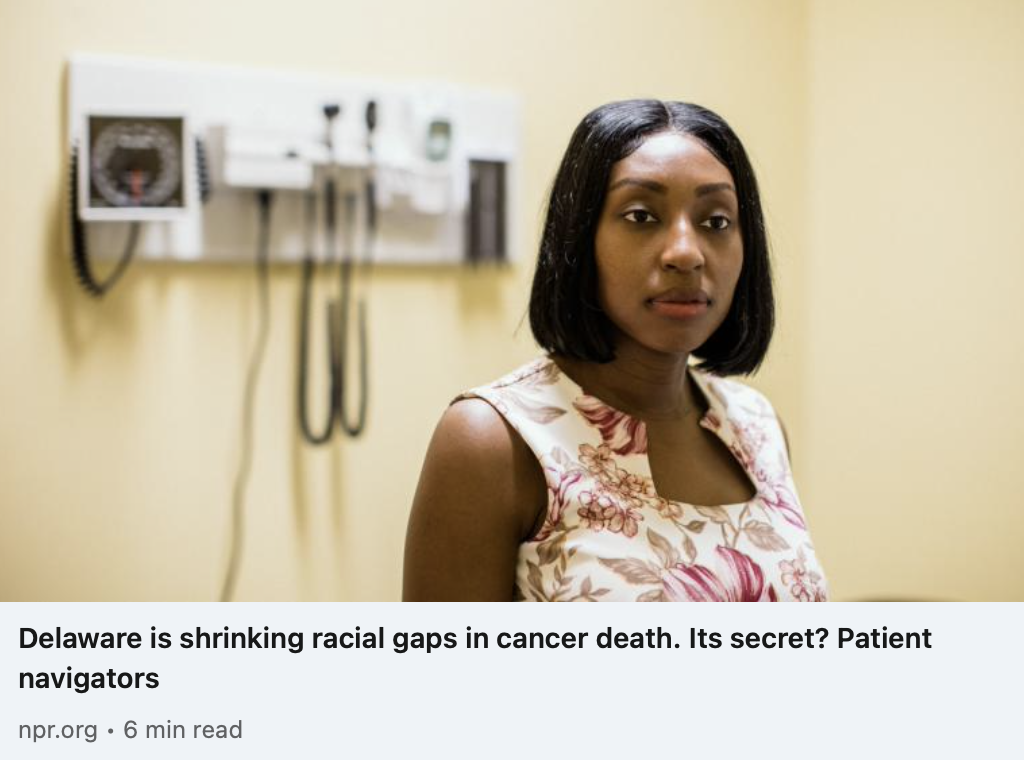 Delaware is shrinking racial gaps in cancer death. Its secret? Patient
navigators
npr.org • 6 min read